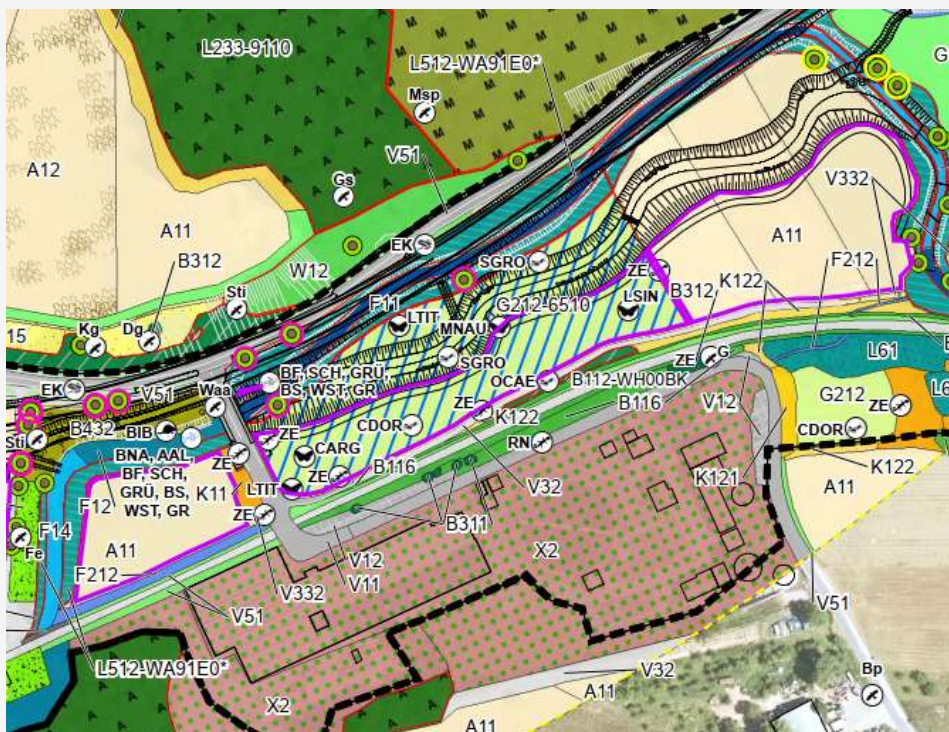 L233-9110
L512-WA91E0*
Msp
V51
A12
Gs
A11
B312
EK
SGRO
ZE
A11
V332
W12
F212
Sti
F11
G212-6510
B312
K122
LTIT
MNAU
LSIN
15
Kg
Dg
SGRO
ZE
G
L61
EK
V51
Waa
BF, SCH, GRÜ,
BS, WST, GR
OCAE
B112-WH00BK
B116
V12
G212
ZE
Sti
B432
BIB
ZE
K122
CDOR
CDOR
BNA, AAL,
BF, SCH,
GRÜ, BS,
WST, GR
ZE
CARG
RN
K122
F12
K11
LTIT
ZE
B116
V32
K121
A11
F14
ZE
B311
Fe
A11
V12
X2
F212
V332
V11
V51
V51
L512-WA91E0*
V32
Bp
X2
A11
A11